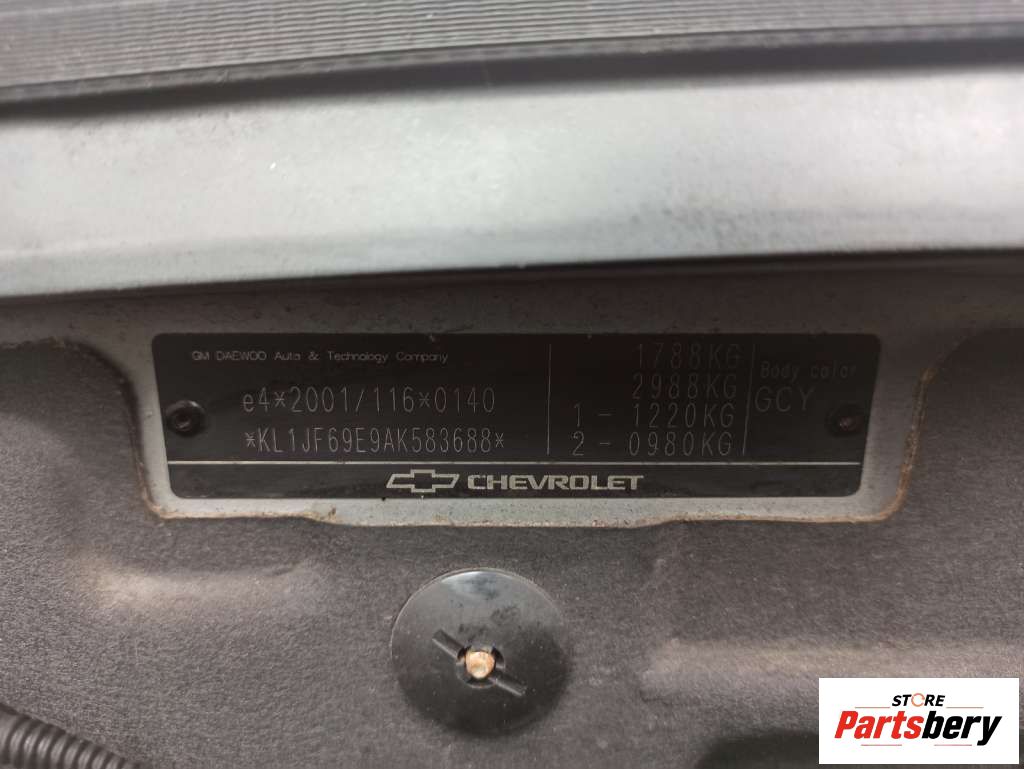 GM DAEWOO Auto & Technology Company
e4*2001/116*0140
*KL1JF69E9AK583688*
1788KG
2988KG
1 - 1220KG
2 - 0980KG
Body color
GCY
CHEVROLET
STORE
Partsbery